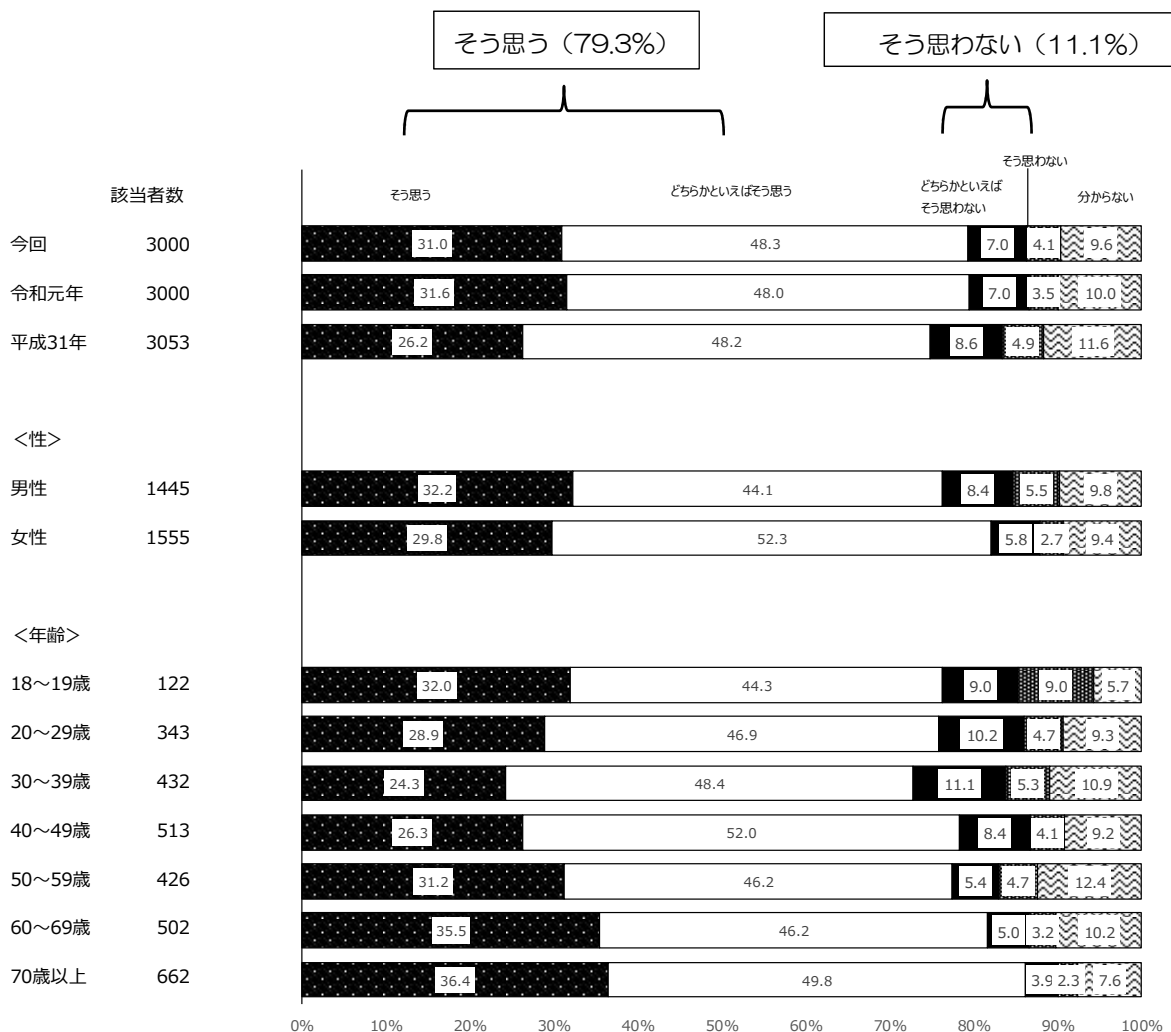 そう思う（79.3%）
そう思わない（11.1%）
そう思わない
該当者数
そう思う
どちらかといえばそう思う
どちらかといえば
そう思わない
分からない
今回 3000 31.0 48.3 7.0 4.1 9.6
令和元年 3000 31.6 48.0 7.0 3.5 10.0
平成31年 3053 26.2 48.2 8.6 4.9 11.6
＜性＞
男性 1445 32.2 44.1 8.4 5.5 9.8
女性 1555 29.8 52.3 5.8 2.7 9.4
＜年齢＞
18～19歳 122 32.0 44.3 9.0 9.0 5.7
20～29歳 343 28.9 46.9 10.2 4.7 9.3
30～39歳 432 24.3 48.4 11.1 5.3 10.9
40～49歳 513 26.3 52.0 8.4 4.1 9.2
50～59歳 426 31.2 46.2 5.4 4.7 12.4
60～69歳 502 35.5 46.2 5.0 3.2 10.2
70歳以上 662 36.4 49.8 3.9 2.3 7.6
0% 10% 20% 30% 40% 50% 60% 70% 80% 90% 100%